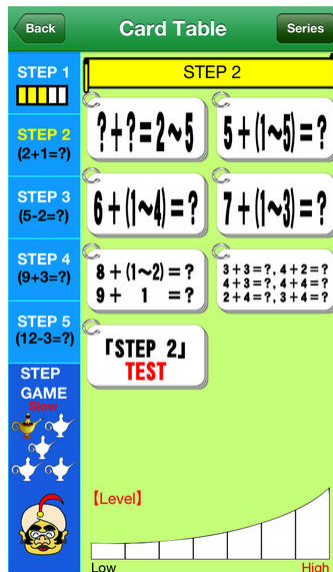 Back
Card Table
Series
STEP 1
STEP 2
(2+1=?)
STEP 3
(5-2=?)
STEP 4
(9+3=?)
STEP 5
(12-3=?)
STEP
GAME
Slow
STEP 2
?+?=2~5
5+(1~5)=?
6+(1~4)=?
7+(1~3)=?
8+(1~2)=?
9+ 1 =?
3+3=?, 4+2=?
4+3=?, 4+4=?
2+4=?, 3+4=?
「STEP 2」
TEST
【Level】
Low
High